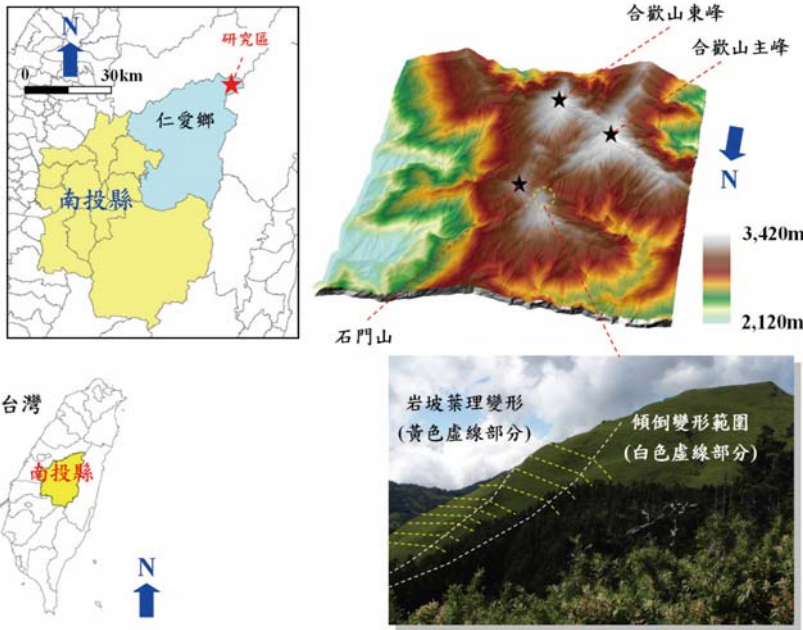 N
0 30km
研究區
仁愛鄉
南投縣
合歡山東峰
合歡山主峰
N
3,420m
2,120m
石門山
台灣
南投縣
N
岩坡葉理變形
(黃色虛線部分)
傾倒變形範圍
(白色虛線部分)